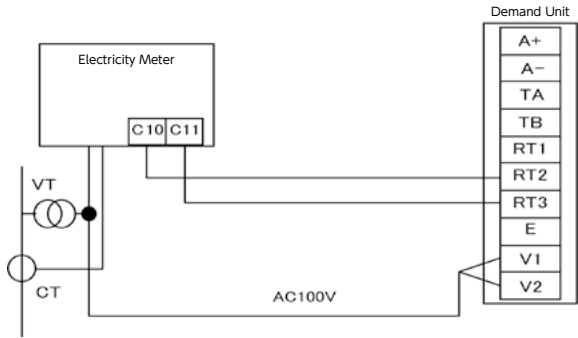 Demand Unit
Electricity Meter
C10 C11
VT
CT
AC100V
A+
A−
TA
TB
RT1
RT2
RT3
E
V1
V2